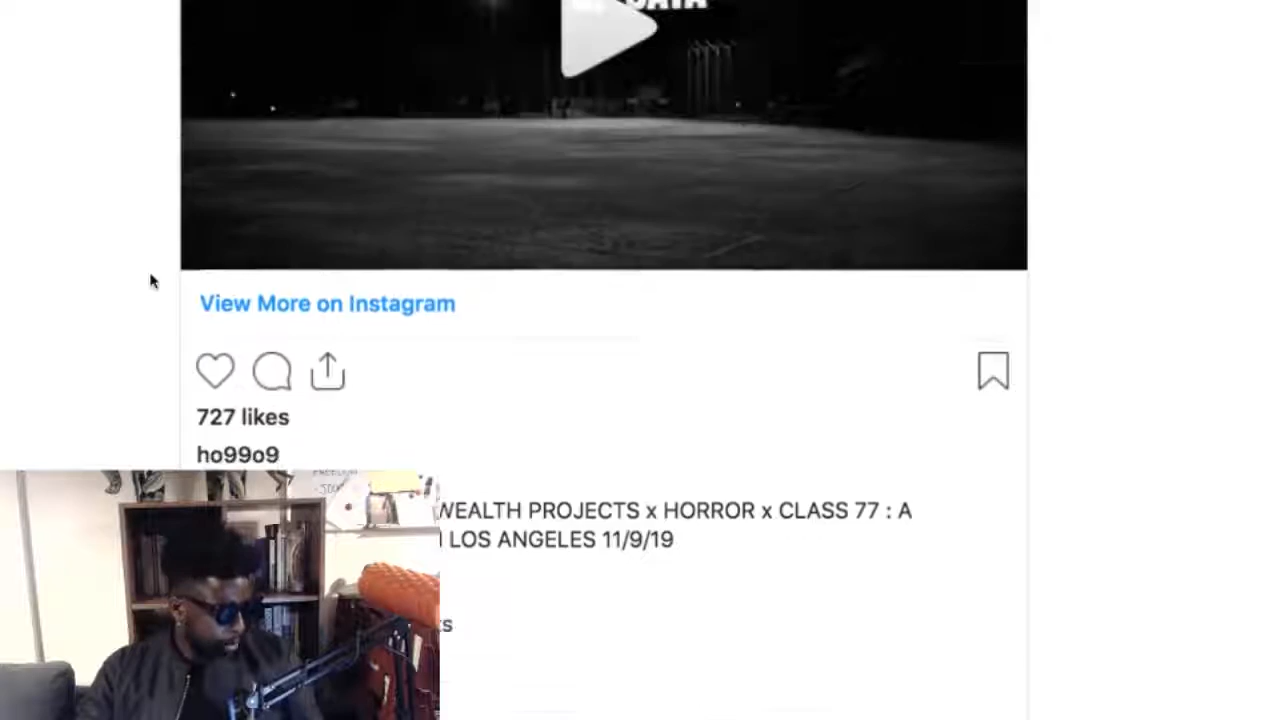 View More on Instagram
727 likes
ho99o9
WEALTH PROJECTS x HORROR x CLASS 77 : A
LOS ANGELES 11/9/19